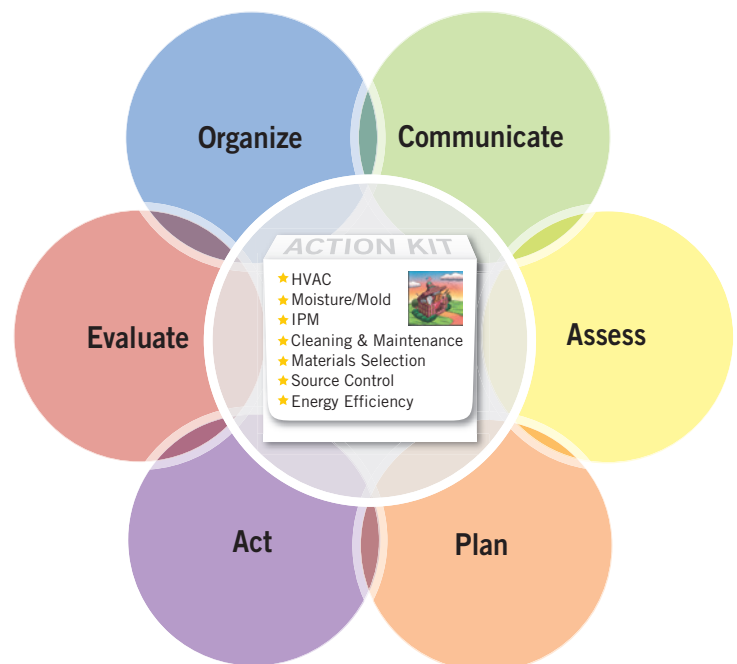 Organize
Communicate
Evaluate
Assess
Act
Plan
ACTION KIT
HVAC
Moisture/Mold
IPM
Cleaning & Maintenance
Materials Selection
Source Control
Energy Efficiency